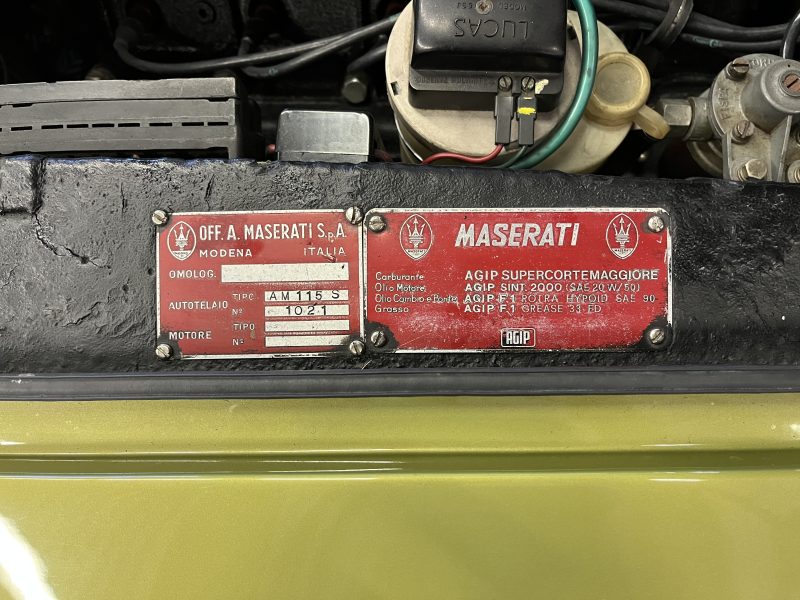 LUCAS
MODEL 6SJ
OFF. A. MASERATI S.p.A.
MODENA ITALIA
OMOLOG.
AUTOTELAIO TIPO AM 115 S
N° 1021
MOTORE TIPO
N°
MASERATI
Carburante AGIP SUPERCORTEMAGGIORE
Olio Motore AGIP SINT. 2000 (SAE 20 W/50)
Olio Cambio e Ponte AGIP F.1 ROTRA HYPOID SAE 90
Grasso AGIP F.1 GREASE 33 FD
AGIP